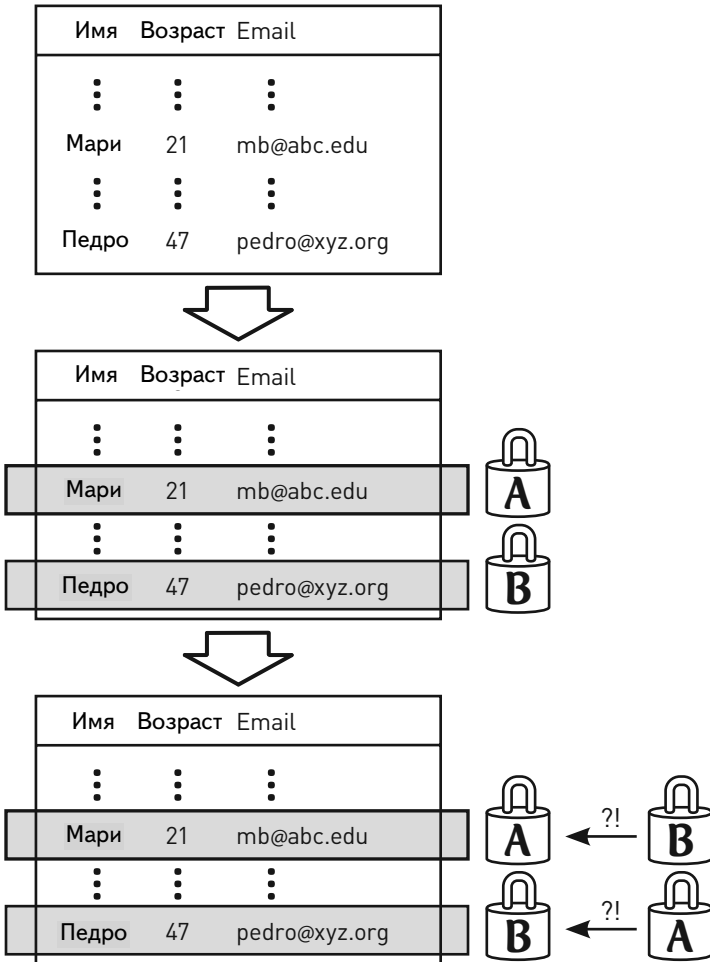 Имя Возраст Email
Мари 21 mb@abc.edu
Педро 47 pedro@xyz.org
Имя Возраст Email
Мари 21 mb@abc.edu A
Педро 47 pedro@xyz.org B
Имя Возраст Email
Мари 21 mb@abc.edu A ?! B
Педро 47 pedro@xyz.org B ?! A